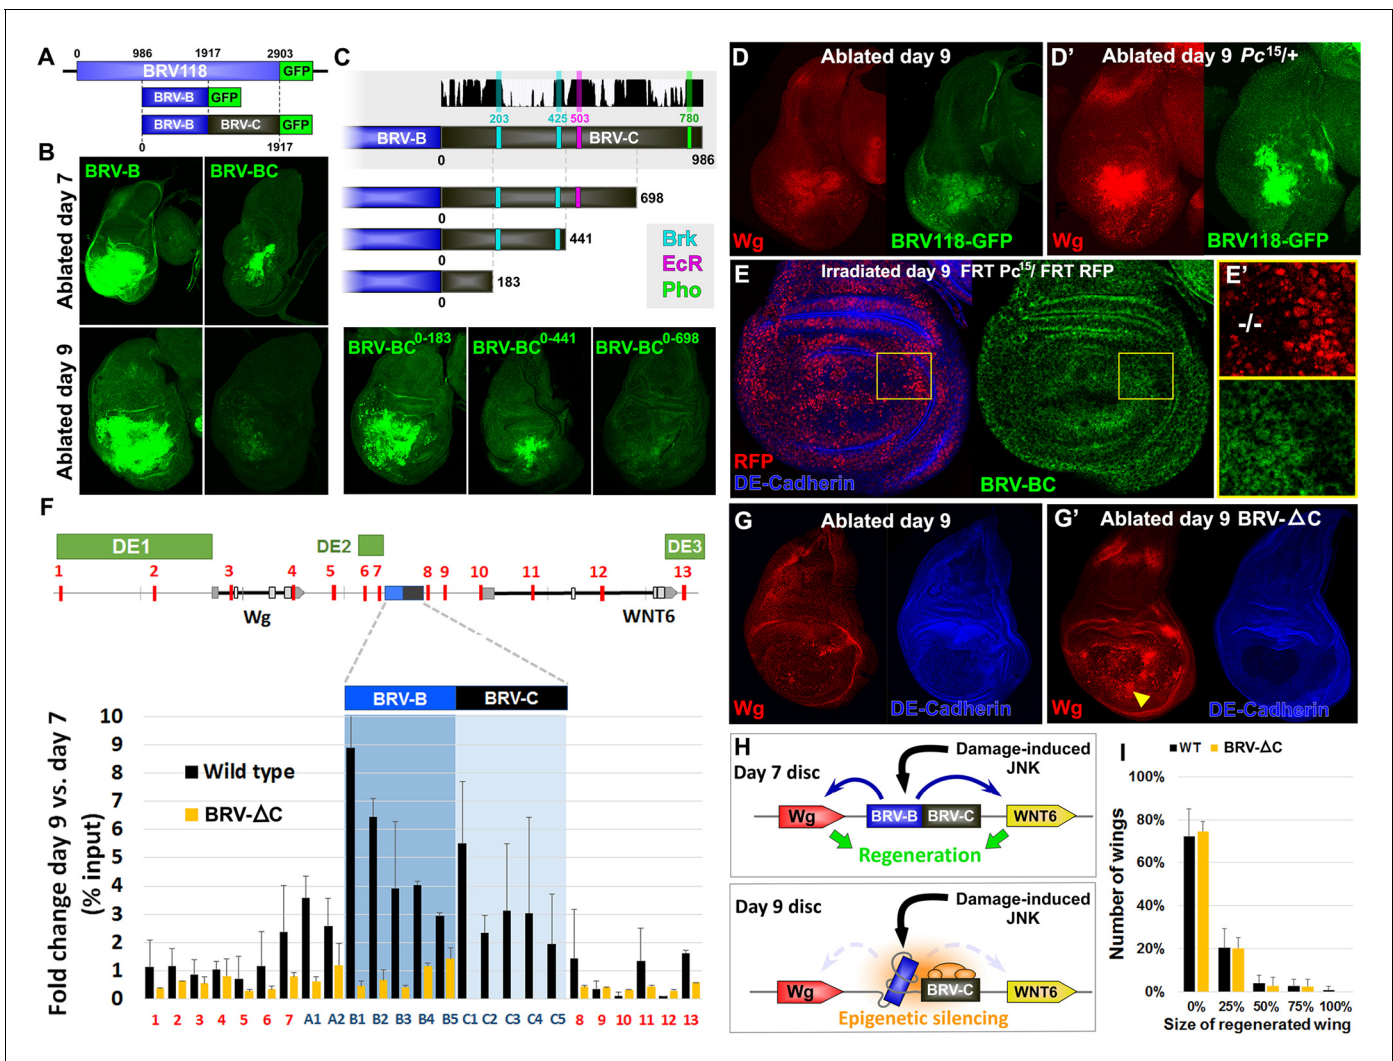 A
0 986 1917 2903
BRV118 GFP
BRV-B GFP
BRV-B BRV-C GFP
0 1917
B
Ablated day 7
BRV-B BRV-BC
Ablated day 9
C
203 425 503 780
BRV-B BRV-C
0 986
698
0
441
0
183
0
Brk
EcR
Pho
BRV-BC0-183 BRV-BC0-441 BRV-BC0-698
D Ablated day 9
Wg BRV118-GFP
D' Ablated day 9 Pc15/+
Wg BRV118-GFP
E Irradiated day 9 FRT Pc15/ FRT RFP
RFP
DE-Cadherin
BRV-BC
E'
-/-
F
DE1 DE2 DE3
1 2 3 4 5 6 7 8 9 10 11 12 13
Wg WNT6
BRV-B BRV-C
Fold change day 9 vs. day 7
(% input)
10
9
8
7
6
5
4
3
2
1
0
Wild type
BRV-ΔC
1 2 3 4 5 6 7 A1 A2 B1 B2 B3 B4 B5 C1 C2 C3 C4 C5 8 9 10 11 12 13
G Ablated day 9
Wg DE-Cadherin
G' Ablated day 9 BRV-ΔC
Wg DE-Cadherin
H
Day 7 disc
Damage-induced
JNK
Wg BRV-B BRV-C WNT6
Regeneration
Day 9 disc
Damage-induced
JNK
Wg BRV-C WNT6
Epigenetic silencing
I
WT BRV-ΔC
Number of wings
100%
80%
60%
40%
20%
0%
0% 25% 50% 75% 100%
Size of regenerated wing